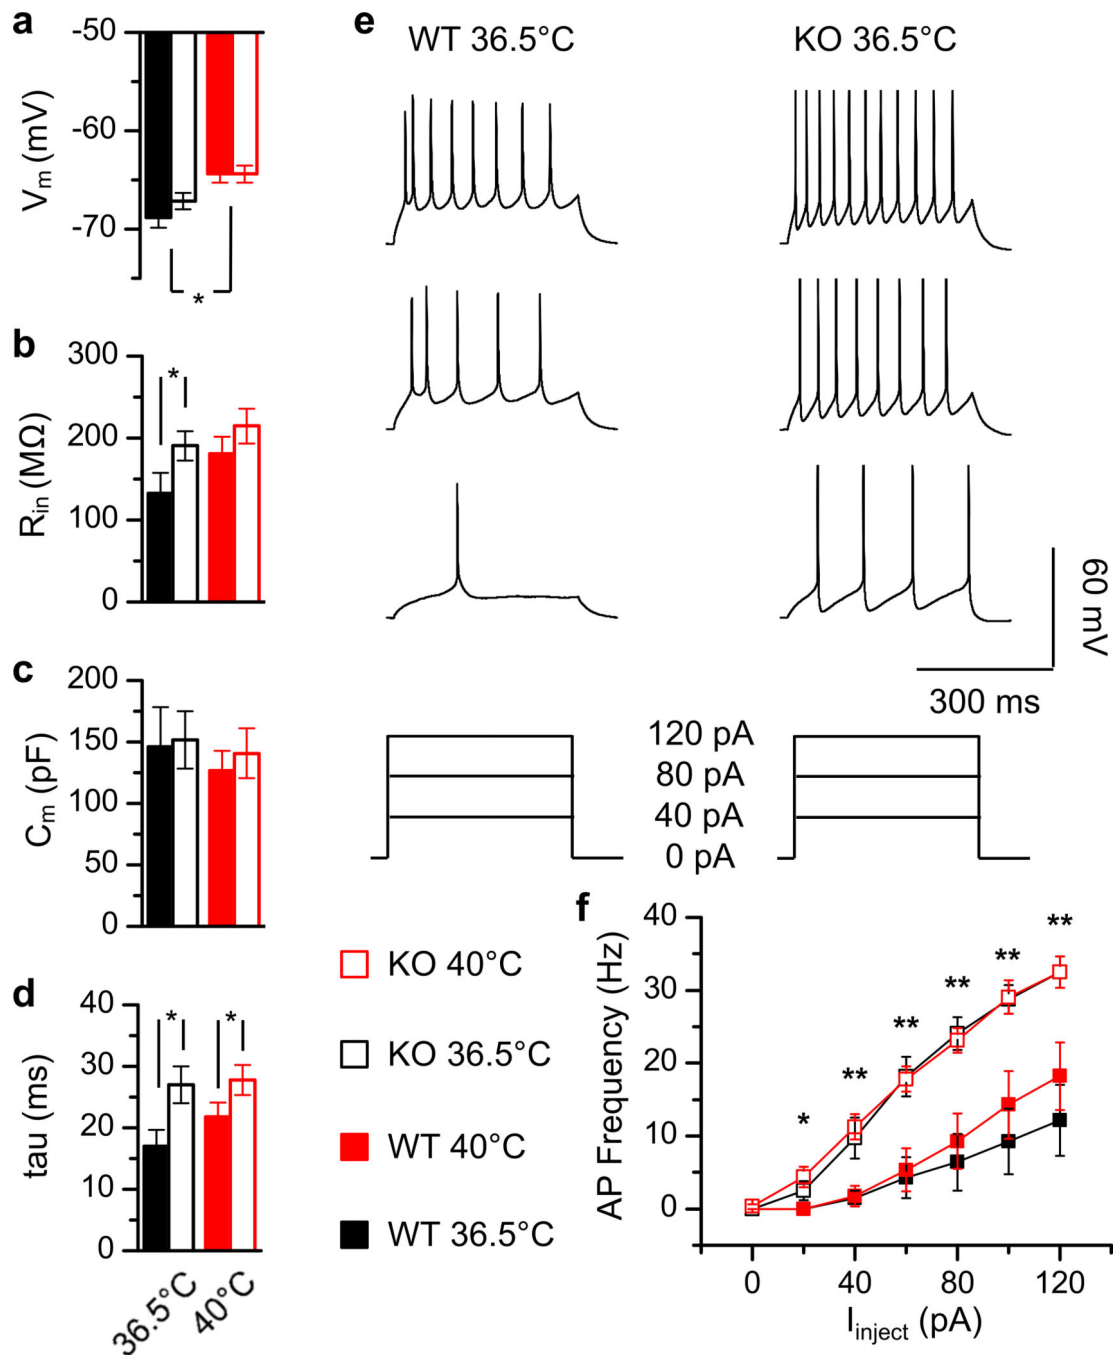 a
-50
-60
-70
Vm (mV)
*
b
300
200
100
0
Rin (MΩ)
*
c
200
150
100
50
0
Cm (pF)
d
40
30
20
10
0
tau (ms)
* *
36.5°C
40°C
e
WT 36.5°C KO 36.5°C
60 mV
300 ms
120 pA
80 pA
40 pA
0 pA
KO 40°C
KO 36.5°C
WT 40°C
WT 36.5°C
f
40
30
20
10
0
AP Frequency (Hz)
* ** ** ** ** **
0 40 80 120
Iinject (pA)